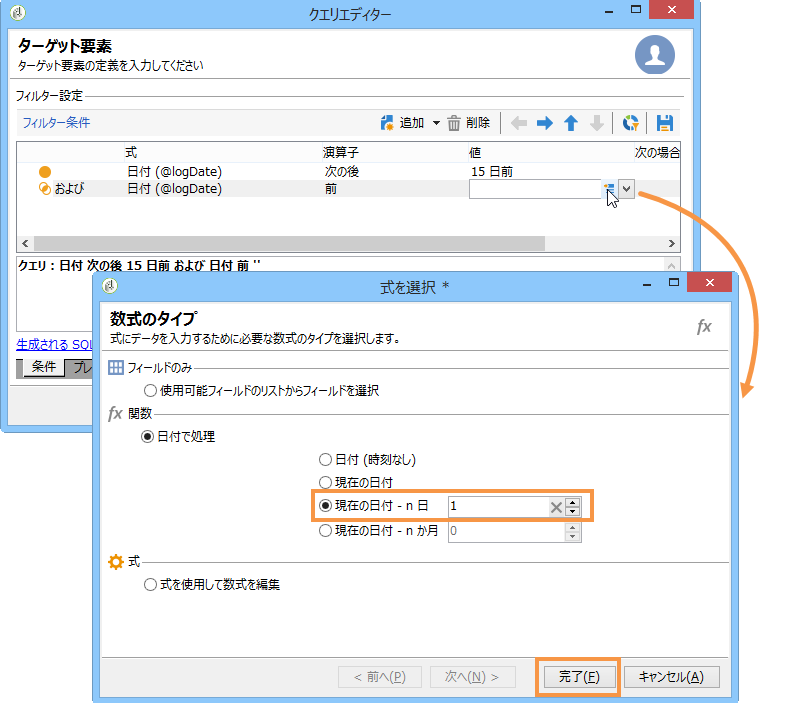 クエリエディター
ターゲット要素
ターゲット要素の定義を入力してください
フィルター設定
フィルター条件 追加 削除
式 演算子 値 次の場合
日付 (@logDate) 次の後 15 日前
および 日付 (@logDate) 前
クエリ : 日付 次の後 15 日前 および 日付 前 ''
生成される SQL
条件 プレ
式を選択 *
数式のタイプ
式にデータを入力するために必要な数式のタイプを選択します。
fx
フィールドのみ
使用可能フィールドのリストからフィールドを選択
fx 関数
日付で処理
日付 (時刻なし)
現在の日付
現在の日付 - n 日 1
現在の日付 - n か月 0
式
式を使用して数式を編集
< 前へ(P) 次へ(N) > 完了(F) キャンセル(A)